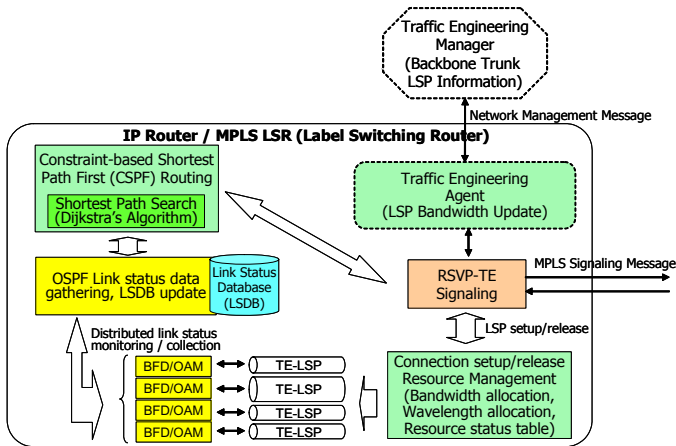 Traffic Engineering
Manager
(Backbone Trunk
LSP Information)
Network Management Message
IP Router / MPLS LSR (Label Switching Router)
Constraint-based Shortest
Path First (CSPF) Routing
Shortest Path Search
(Dijkstra's Algorithm)
Traffic Engineering
Agent
(LSP Bandwidth Update)
OSPF Link status data
gathering, LSDB update
Link Status
Database
(LSDB)
RSVP-TE
Signaling
MPLS Signaling Message
LSP setup/release
Distributed link status
monitoring / collection
BFD/OAM
TE-LSP
BFD/OAM
TE-LSP
BFD/OAM
TE-LSP
BFD/OAM
TE-LSP
Connection setup/release
Resource Management
(Bandwidth allocation,
Wavelength allocation,
Resource status table)